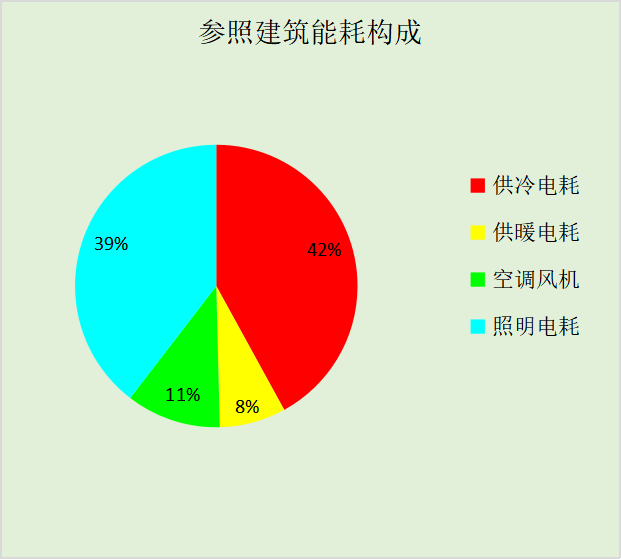 参照建筑能耗构成
39%
42%
11%
8%
供冷电耗
供暖电耗
空调风机
照明电耗